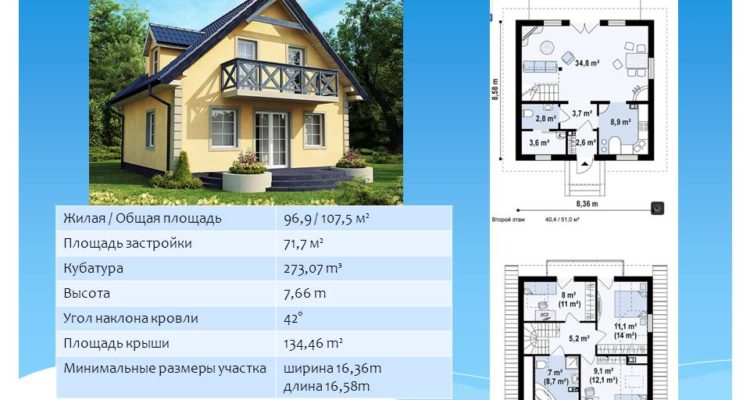 Жилая / Общая площадь 96,9 / 107,5 м²
Площадь застройки 71,7 м²
Кубатура 273,07 m³
Высота 7,66 m
Угол наклона кровли 42°
Площадь крыши 134,46 m²
Минимальные размеры участка ширина 16,36m
длина 16,58m
34,8 m²
8,58 m
2,8 m²
3,7 m²
8,9 m²
3,6 m²
2,6 m²
8,36 m
Второй этаж 40,4 / 51,0 м²
8 m²
(11 m²)
11,1 m²
(14 m²)
5,2 m²
7 m²
(8,7 m²)
9,1 m²
(12,1 m²)